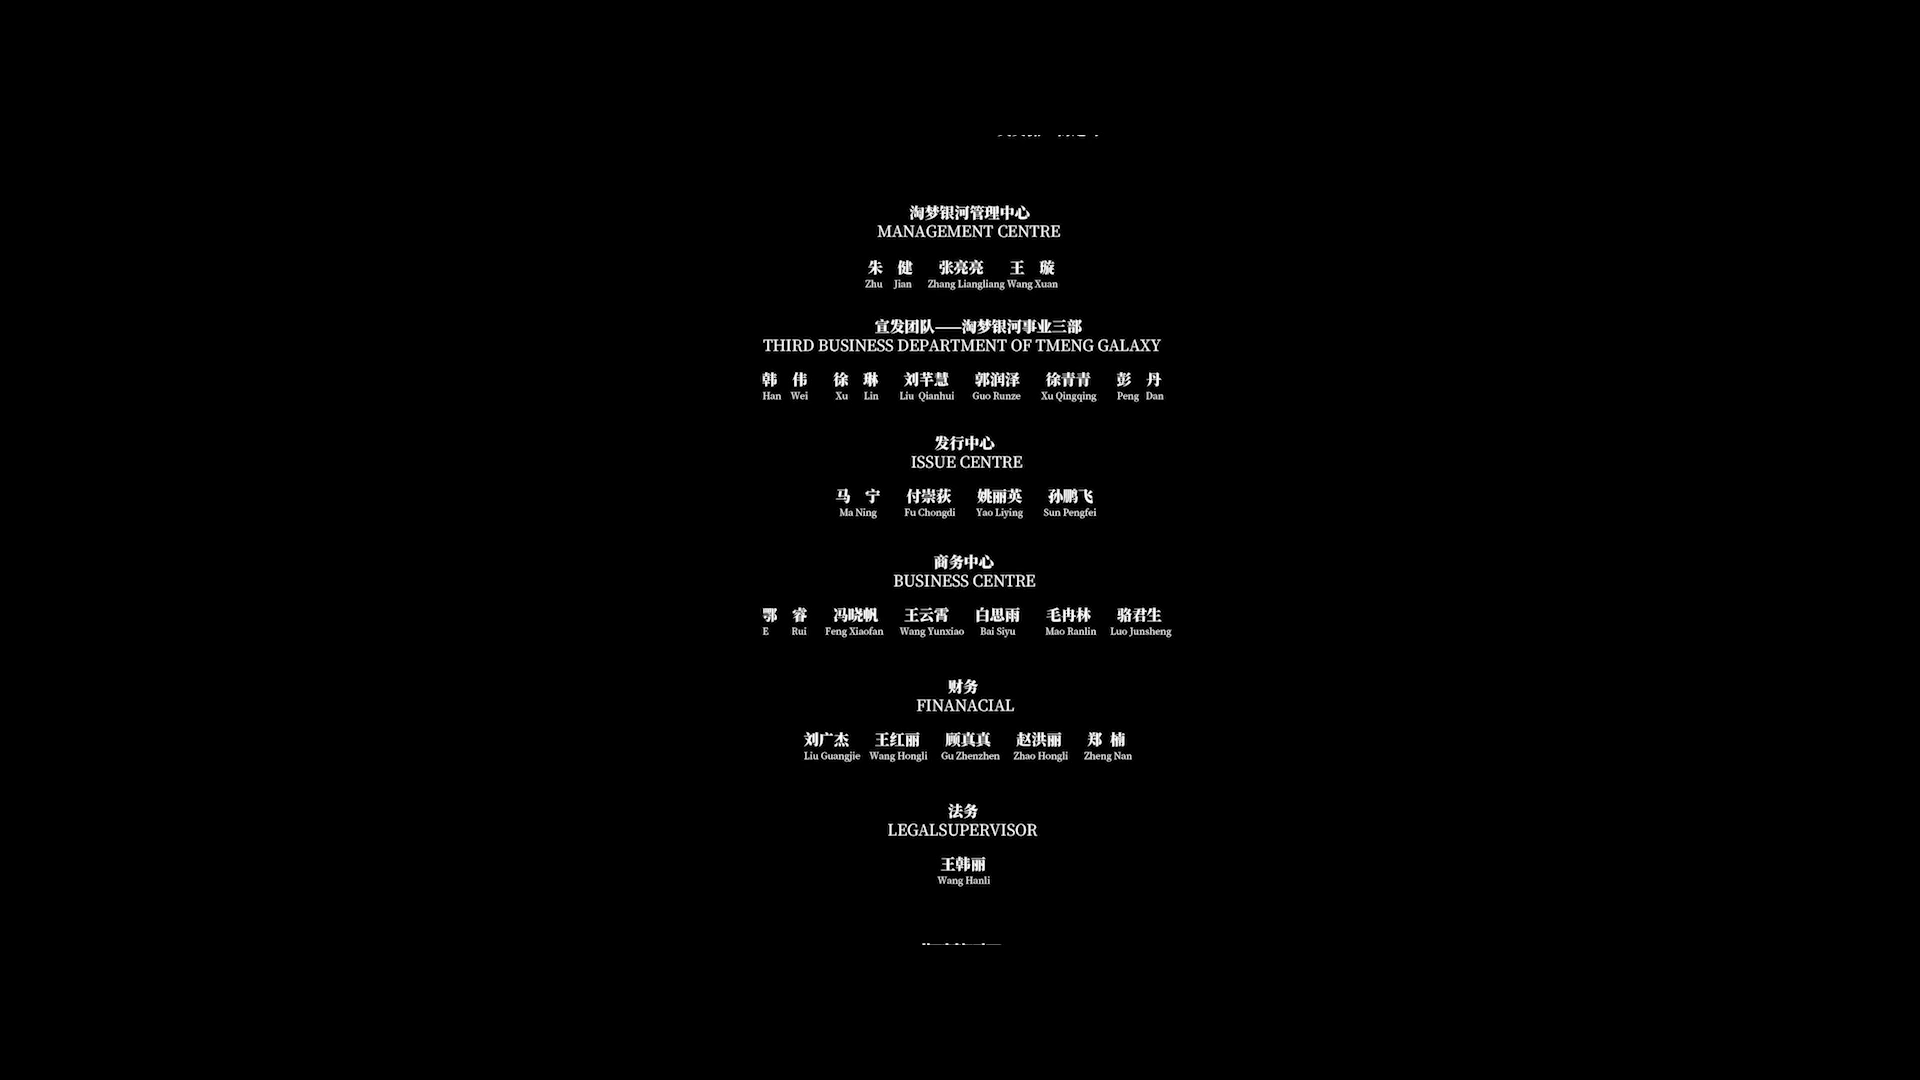 淘梦银河管理中心
MANAGEMENT CENTRE
朱 健 张亮亮 王 璇
Zhu Jian Zhang Liangliang Wang Xuan
宣发团队——淘梦银河事业三部
THIRD BUSINESS DEPARTMENT OF TMENG GALAXY
韩 伟 徐 琳 刘芊慧 郭润泽 徐青青 彭 丹
Han Wei Xu Lin Liu Qianhui Guo Runze Xu Qingqing Peng Dan
发行中心
ISSUE CENTRE
马 宁 付崇荻 姚丽英 孙鹏飞
Ma Ning Fu Chongdi Yao Liying Sun Pengfei
商务中心
BUSINESS CENTRE
鄂 睿 冯晓帆 王云霄 白思雨 毛冉林 骆君生
E Rui Feng Xiaofan Wang Yunxiao Bai Siyu Mao Ranlin Luo Junsheng
财务
FINANACIAL
刘广杰 王红丽 顾真真 赵洪丽 郑 楠
Liu Guangjie Wang Hongli Gu Zhenzhen Zhao Hongli Zheng Nan
法务
LEGALSUPERVISOR
王韩丽
Wang Hanli